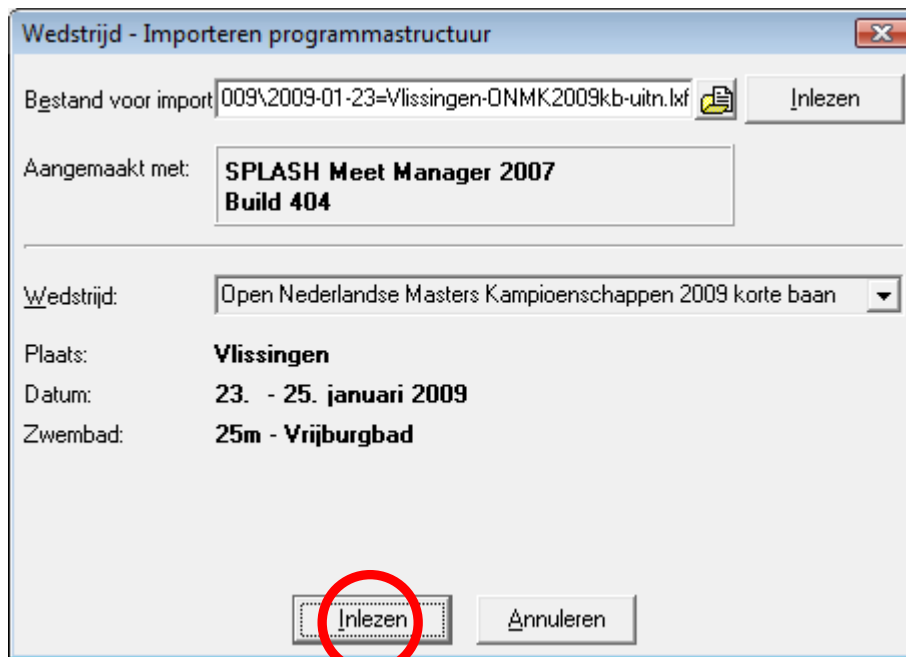 Wedstrijd - Importeren programmastructuur
Bestand voor import 009\2009-01-23=Vlissingen-ONMK2009kb-uitn.lxf Inlezen
Aangemaakt met: SPLASH Meet Manager 2007
Build 404
Wedstrijd: Open Nederlandse Masters Kampioenschappen 2009 korte baan
Plaats: Vlissingen
Datum: 23. - 25. januari 2009
Zwembad: 25m - Vrijburgbad
Inlezen Annuleren